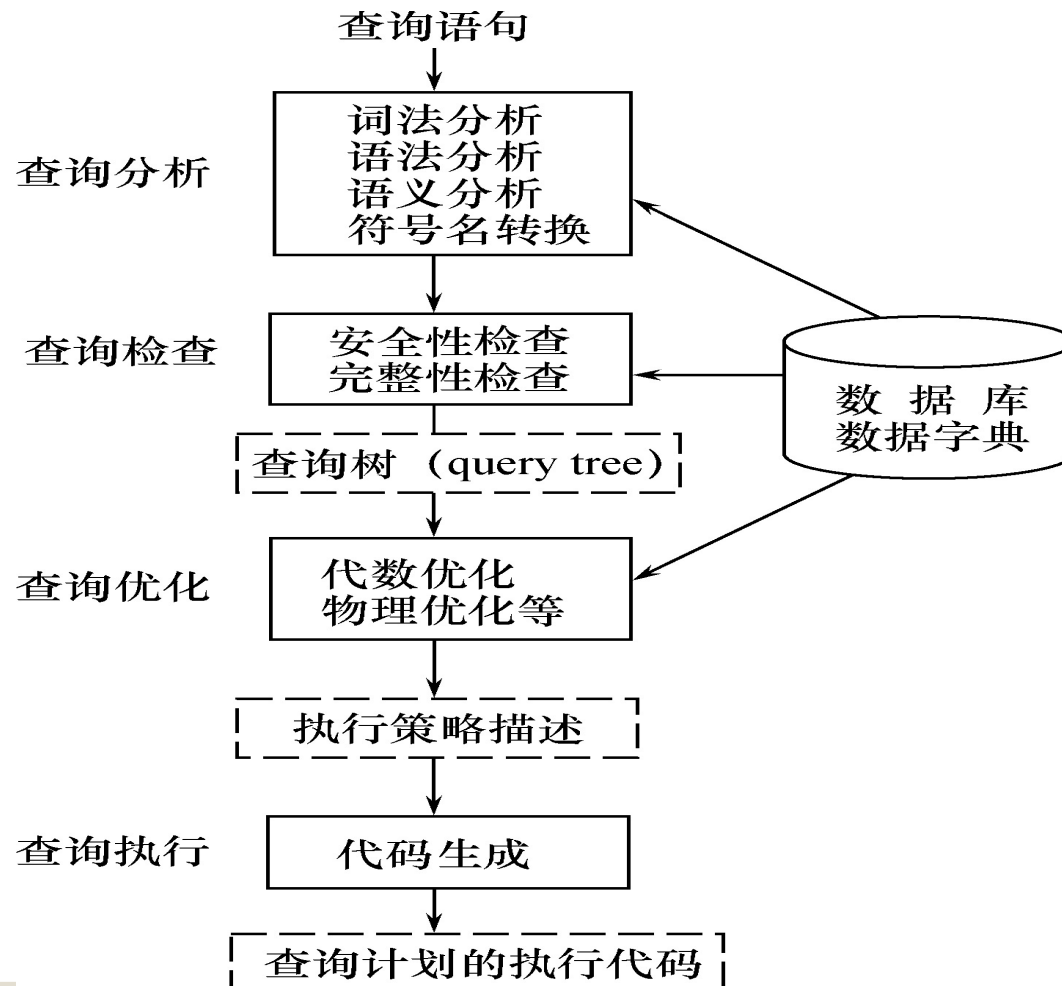 查询语句
查询分析
词法分析
语法分析
语义分析
符号名转换
查询检查
安全性检查
完整性检查
数 据 库
数据字典
查询树（query tree）
查询优化
代数优化
物理优化等
执行策略描述
查询执行
代码生成
查询计划的执行代码